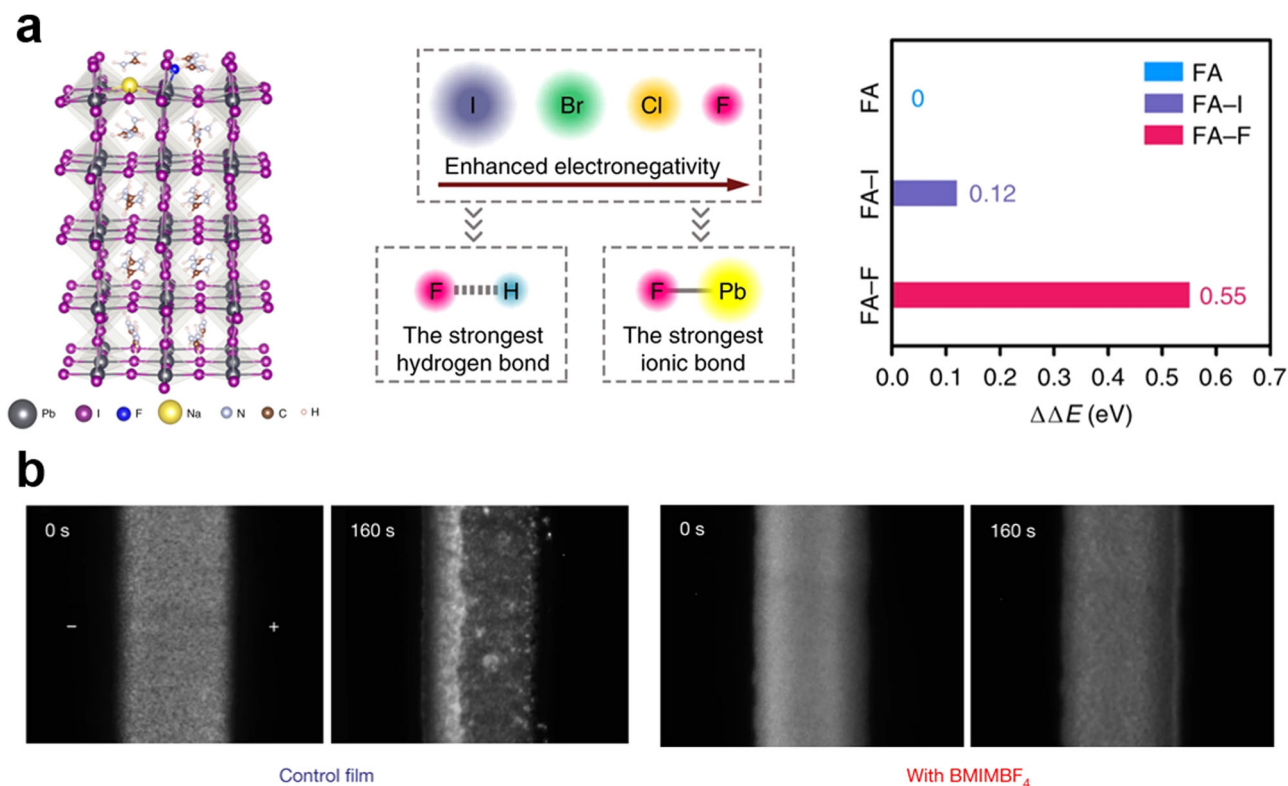 a
Pb
I
F
Na
N
C
H
I
Br
Cl
F
Enhanced electronegativity
F
H
The strongest
hydrogen bond
F
Pb
The strongest
ionic bond
FA
FA–I
FA–F
0
0.12
0.55
FA
FA–I
FA–F
0.0
0.1
0.2
0.3
0.4
0.5
0.6
0.7
ΔΔE (eV)
b
0 s
–
+
160 s
0 s
160 s
Control film
With BMIMBF₄